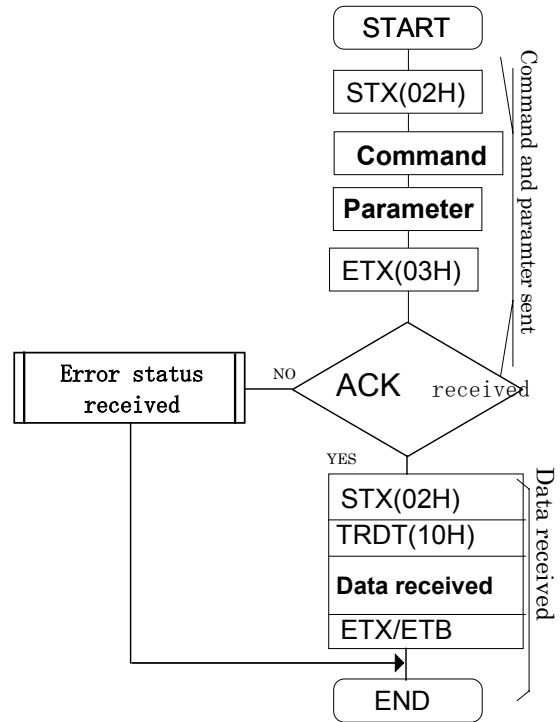 START
STX(02H)
Command
Parameter
ETX(03H)
Command and paramter sent
ACK received
NO
Error status
received
YES
STX(02H)
TRDT(10H)
Data received
ETX/ETB
Data received
END